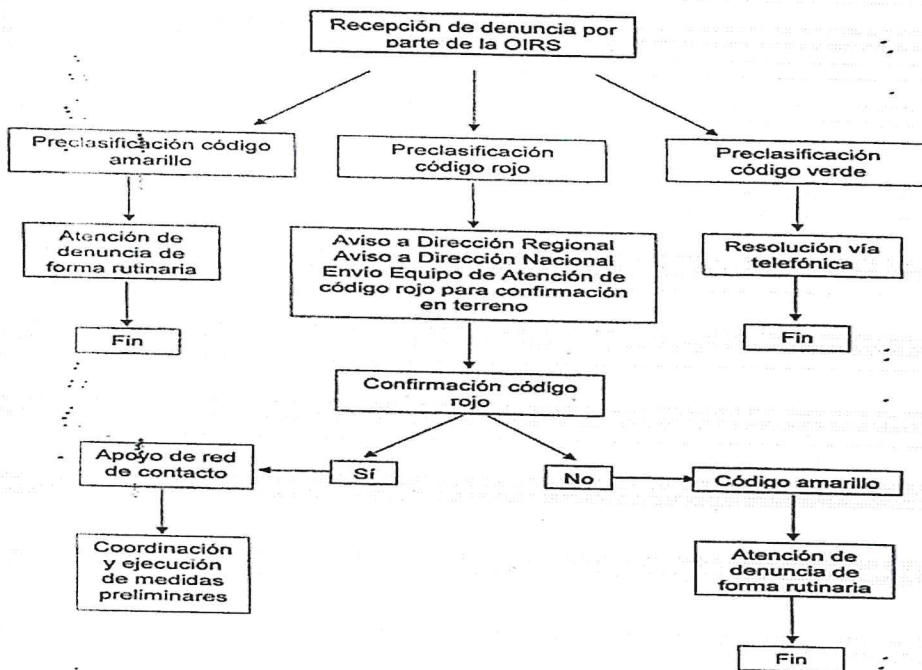 Recepción de denuncia por
parte de la OIRS
Preclasificación código
amarillo
Preclasificación
código rojo
Preclasificación
código verde
Atención de
denuncia de
forma rutinaria
Aviso a Dirección Regional
Aviso a Dirección Nacional
Envío Equipo de Atención de
código rojo para confirmación
en terreno
Resolución vía
telefónica
Fin
Fin
Confirmación código
rojo
Apoyo de red
de contacto
Sí
No
Código amarillo
Coordinación
y ejecución
de medidas
preliminares
Atención de
denuncia de
forma rutinaria
Fin